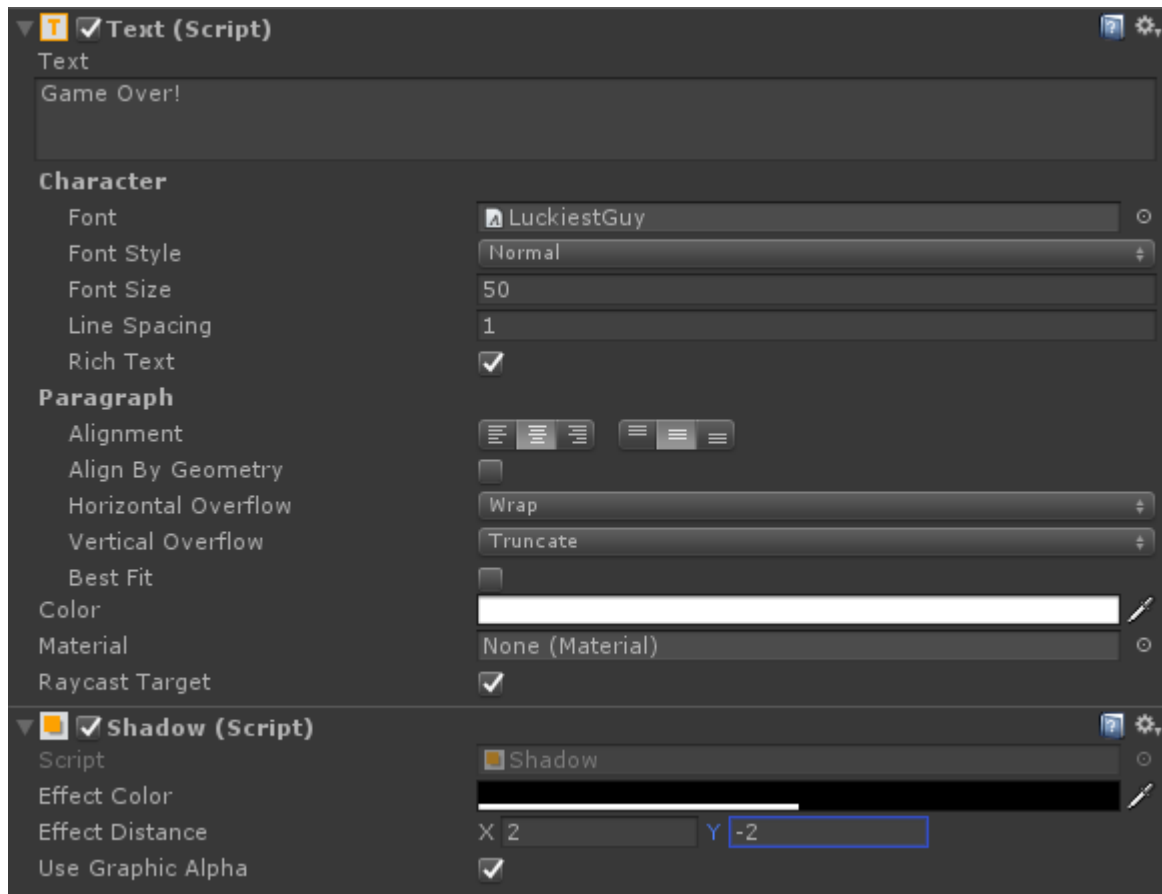 Text (Script)
Text
Game Over!
Character
Font LuckiestGuy
Font Style Normal
Font Size 50
Line Spacing 1
Rich Text
Paragraph
Alignment
Align By Geometry
Horizontal Overflow Wrap
Vertical Overflow Truncate
Best Fit
Color
Material None (Material)
Raycast Target
Shadow (Script)
Script Shadow
Effect Color
Effect Distance X 2 Y -2
Use Graphic Alpha